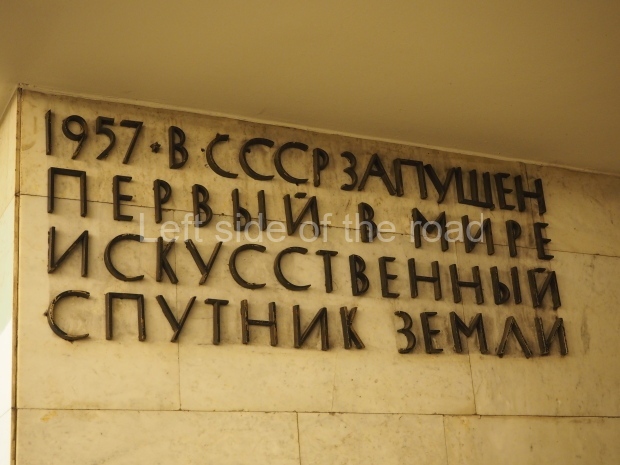 1957 • В СССР ЗАПУЩЕН
ПЕРВЫЙ В МИРЕ
Left side of the road
ИСКУССТВЕННЫЙ
СПУТНИК ЗЕМЛИ